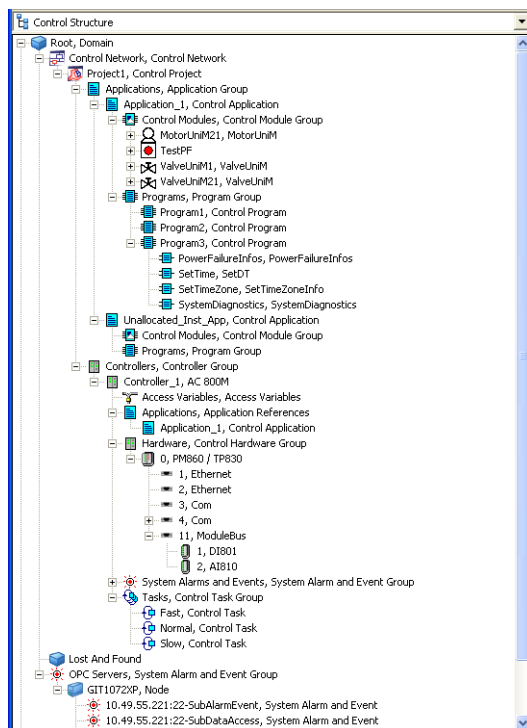 Control Structure
Root, Domain
Control Network, Control Network
Project1, Control Project
Applications, Application Group
Application_1, Control Application
Control Modules, Control Module Group
MotorUniM21, MotorUniM
TestPF
ValveUniM1, ValveUniM
ValveUniM21, ValveUniM
Programs, Program Group
Program1, Control Program
Program2, Control Program
Program3, Control Program
PowerFailureInfos, PowerFailureInfos
SetTime, SetDT
SetTimeZone, SetTimeZoneInfo
SystemDiagnostics, SystemDiagnostics
Unallocated_Inst_App, Control Application
Control Modules, Control Module Group
Programs, Program Group
Controllers, Controller Group
Controller_1, AC 800M
Access Variables, Access Variables
Applications, Application References
Application_1, Control Application
Hardware, Control Hardware Group
0, PM860 / TP830
1, Ethernet
2, Ethernet
3, Com
4, Com
11, ModuleBus
1, DI801
2, AI810
System Alarms and Events, System Alarm and Event Group
Tasks, Control Task Group
Fast, Control Task
Normal, Control Task
Slow, Control Task
Lost And Found
OPC Servers, System Alarm and Event Group
GIT1072XP, Node
10.49.55.221:22-SubAlarmEvent, System Alarm and Event
10.49.55.221:22-SubDataAccess, System Alarm and Event